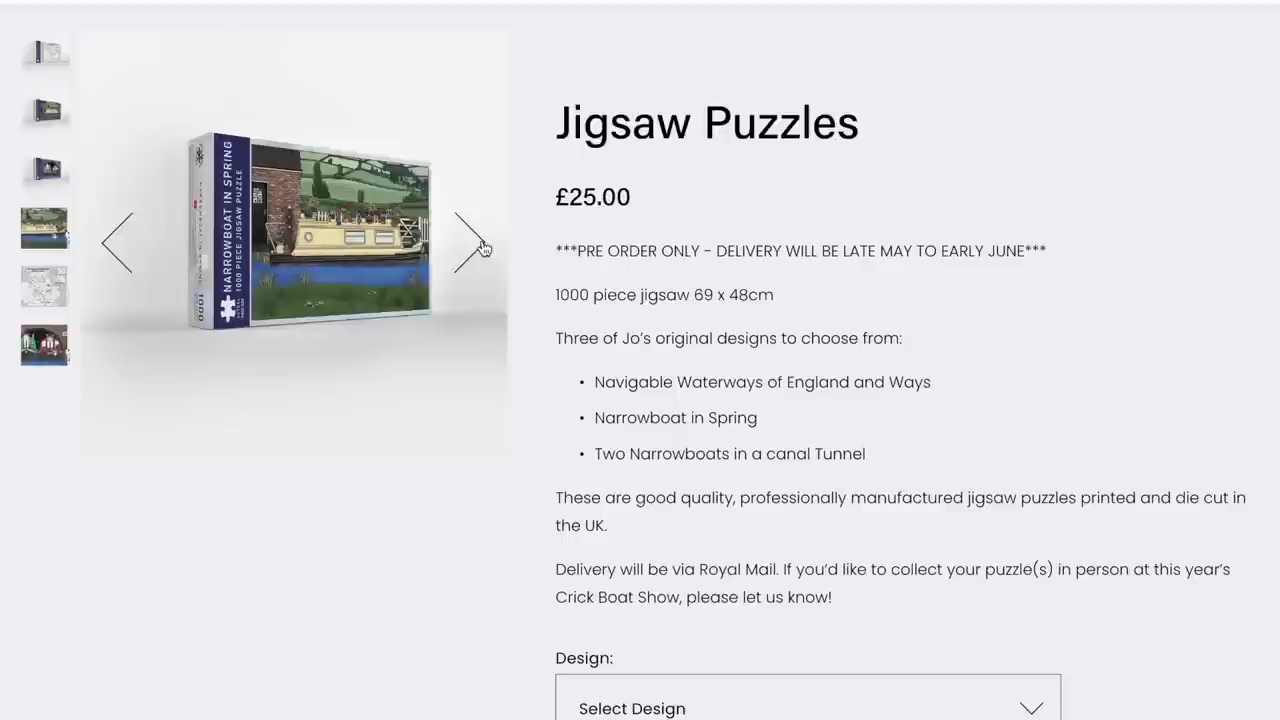 Jigsaw Puzzles
£25.00
***PRE ORDER ONLY - DELIVERY WILL BE LATE MAY TO EARLY JUNE***
1000 piece jigsaw 69 x 48cm
Three of Jo's original designs to choose from:
• Navigable Waterways of England and Ways
• Narrowboat in Spring
• Two Narrowboats in a canal Tunnel
These are good quality, professionally manufactured jigsaw puzzles printed and die cut in
the UK.
Delivery will be via Royal Mail. If you'd like to collect your puzzle(s) in person at this year's
Crick Boat Show, please let us know!
Design:
Select Design
NARROWBOAT IN SPRING
1000 PIECE JIGSAW PUZZLE
1000